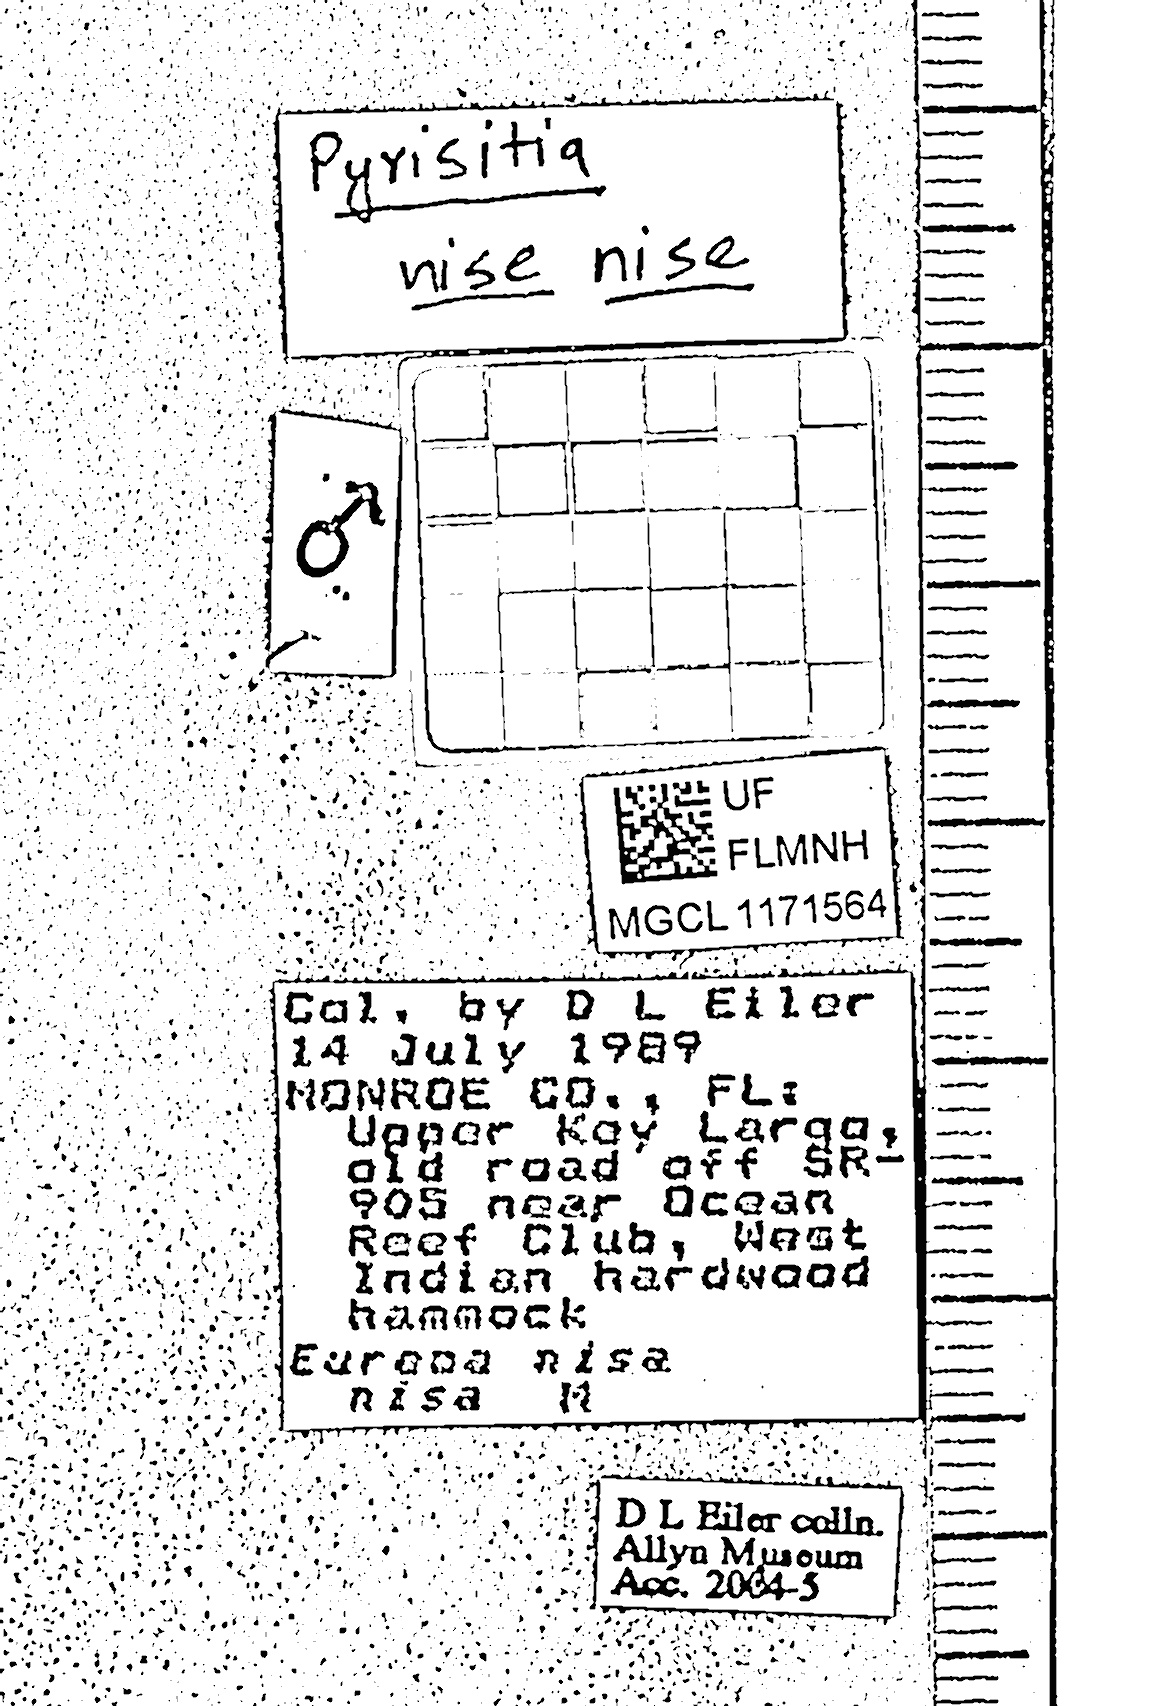 Pyrisitia
nise nise
♂
UF
FLMNH
MGCL 1171564
Col. by D L Eiler
14 July 1989
MONROE CO., FL:
Upper Key Largo,
old road off SR-
905 near Ocean
Reef Club, West
Indian hardwood
hammock
Eurema nise
nise M
D L Eiler colln.
Allyn Museum
Acc. 2004-5